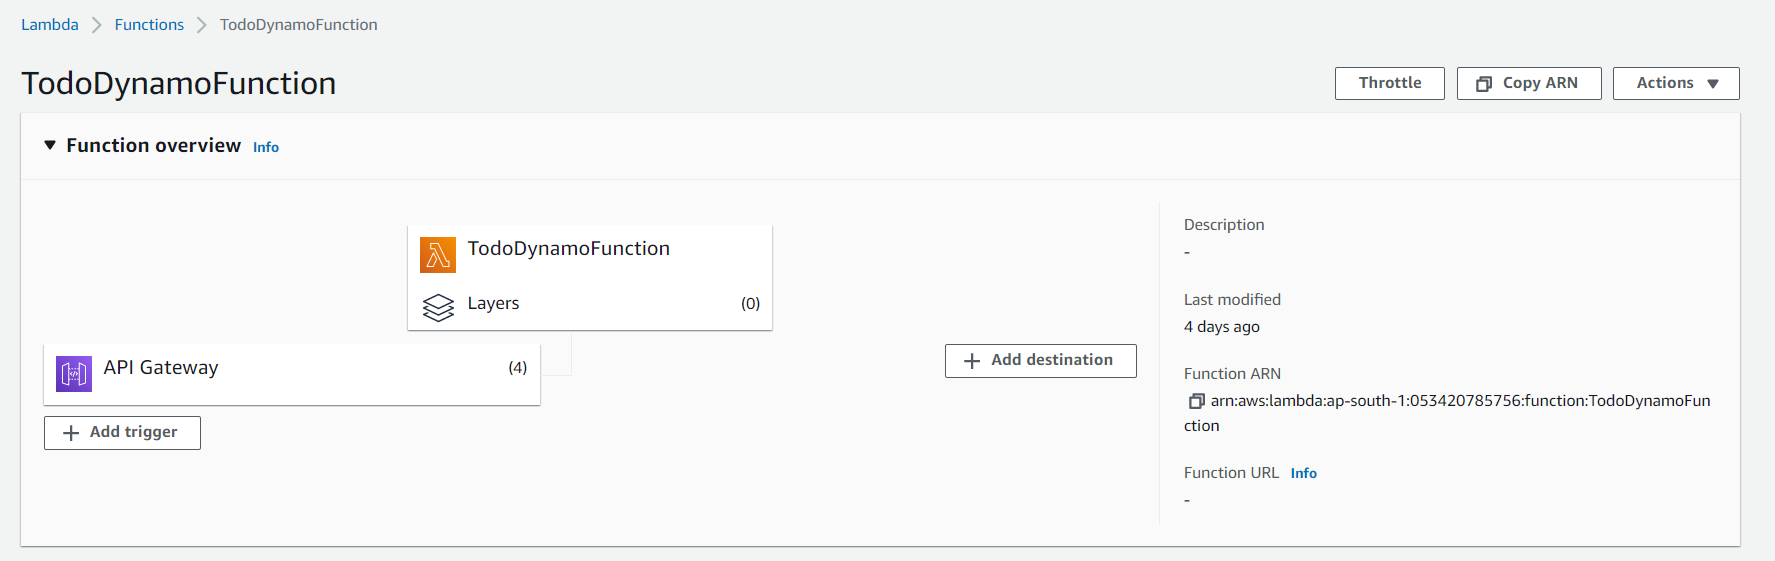 Lambda > Functions > TodoDynamoFunction
TodoDynamoFunction
Throttle
Copy ARN
Actions
Function overview Info
TodoDynamoFunction
Layers (0)
API Gateway (4)
Add trigger
Add destination
Description
-
Last modified
4 days ago
Function ARN
arn:aws:lambda:ap-south-1:053420785756:function:TodoDynamoFun
ction
Function URL Info
-